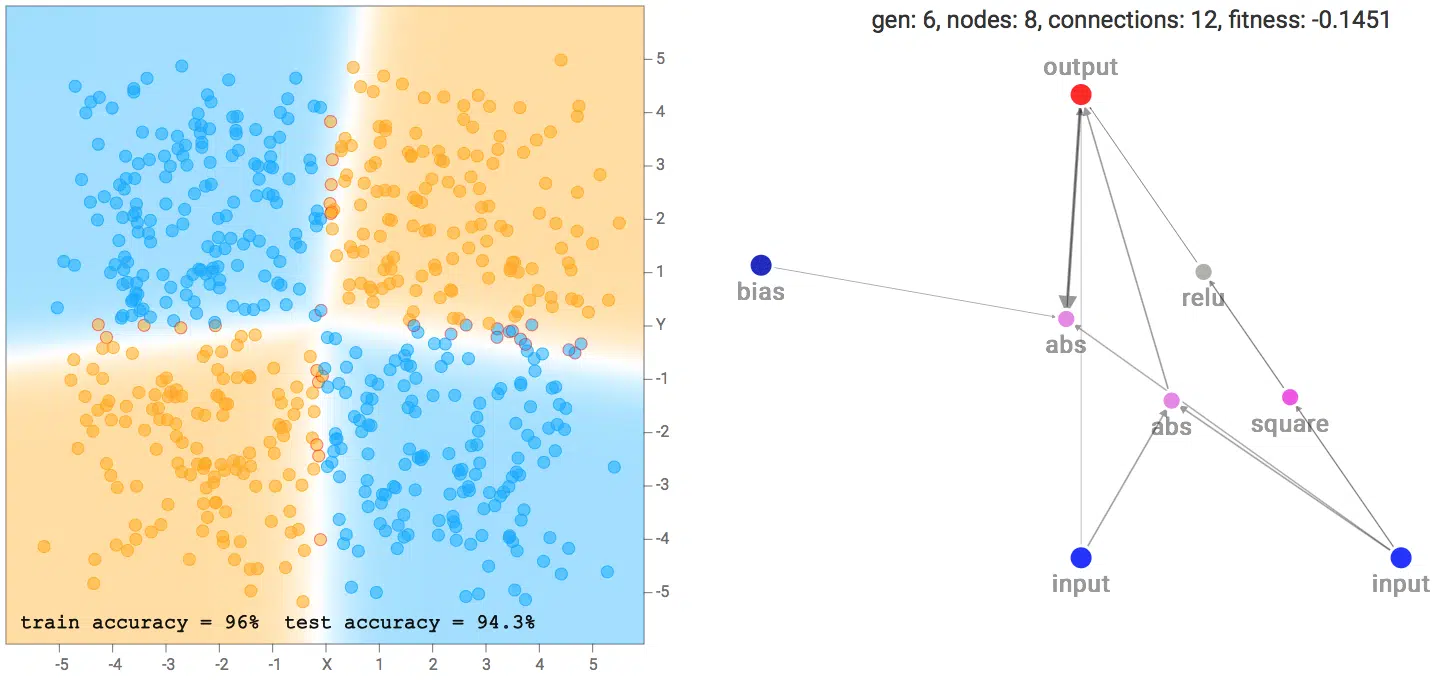 gen: 6, nodes: 8, connections: 12, fitness: -0.1451
output
bias
relu
abs
abs
square
input
input
5
4
3
2
1
Y
-1
-2
-3
-4
-5
train accuracy = 96% test accuracy = 94.3%
-5 -4 -3 -2 -1 X 1 2 3 4 5